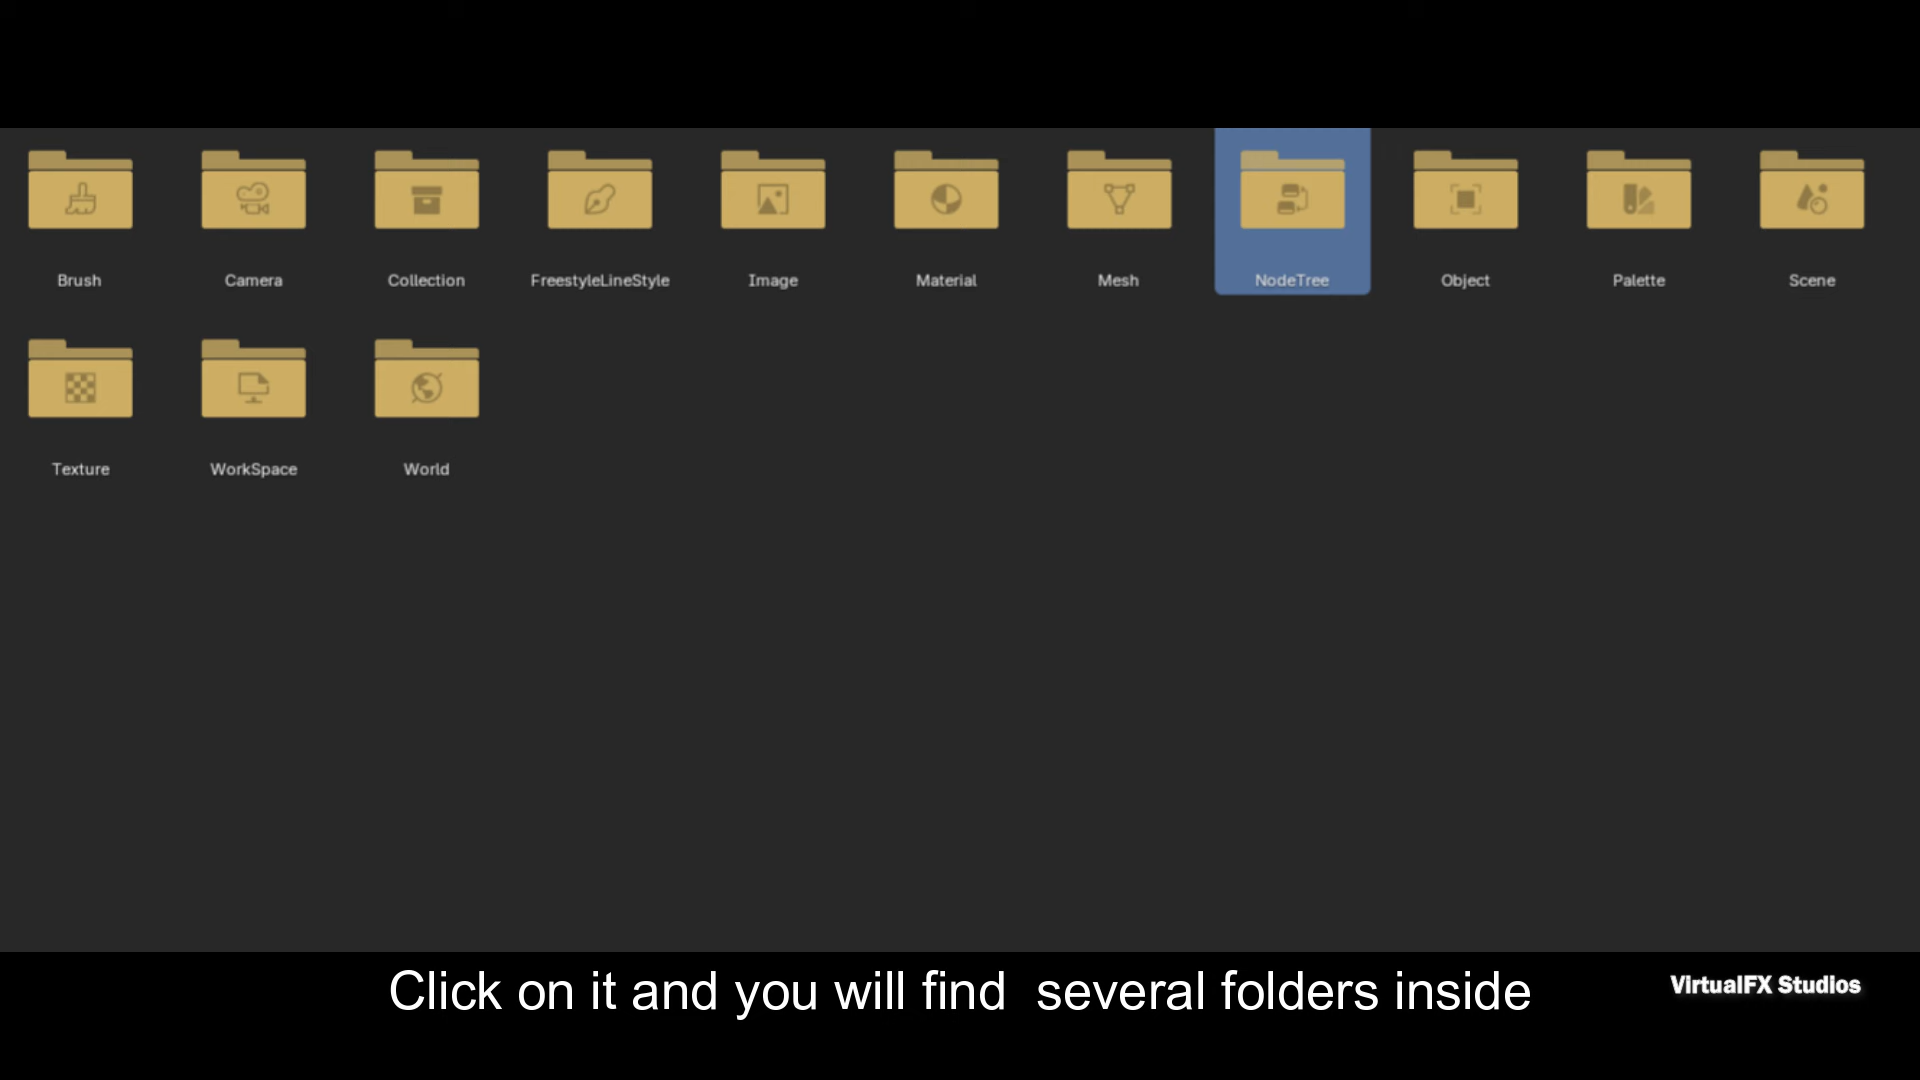 Brush Camera Collection FreestyleLineStyle Image Material Mesh NodeTree Object Palette Scene
Texture WorkSpace World
Click on it and you will find  several folders inside
VirtualFX Studios